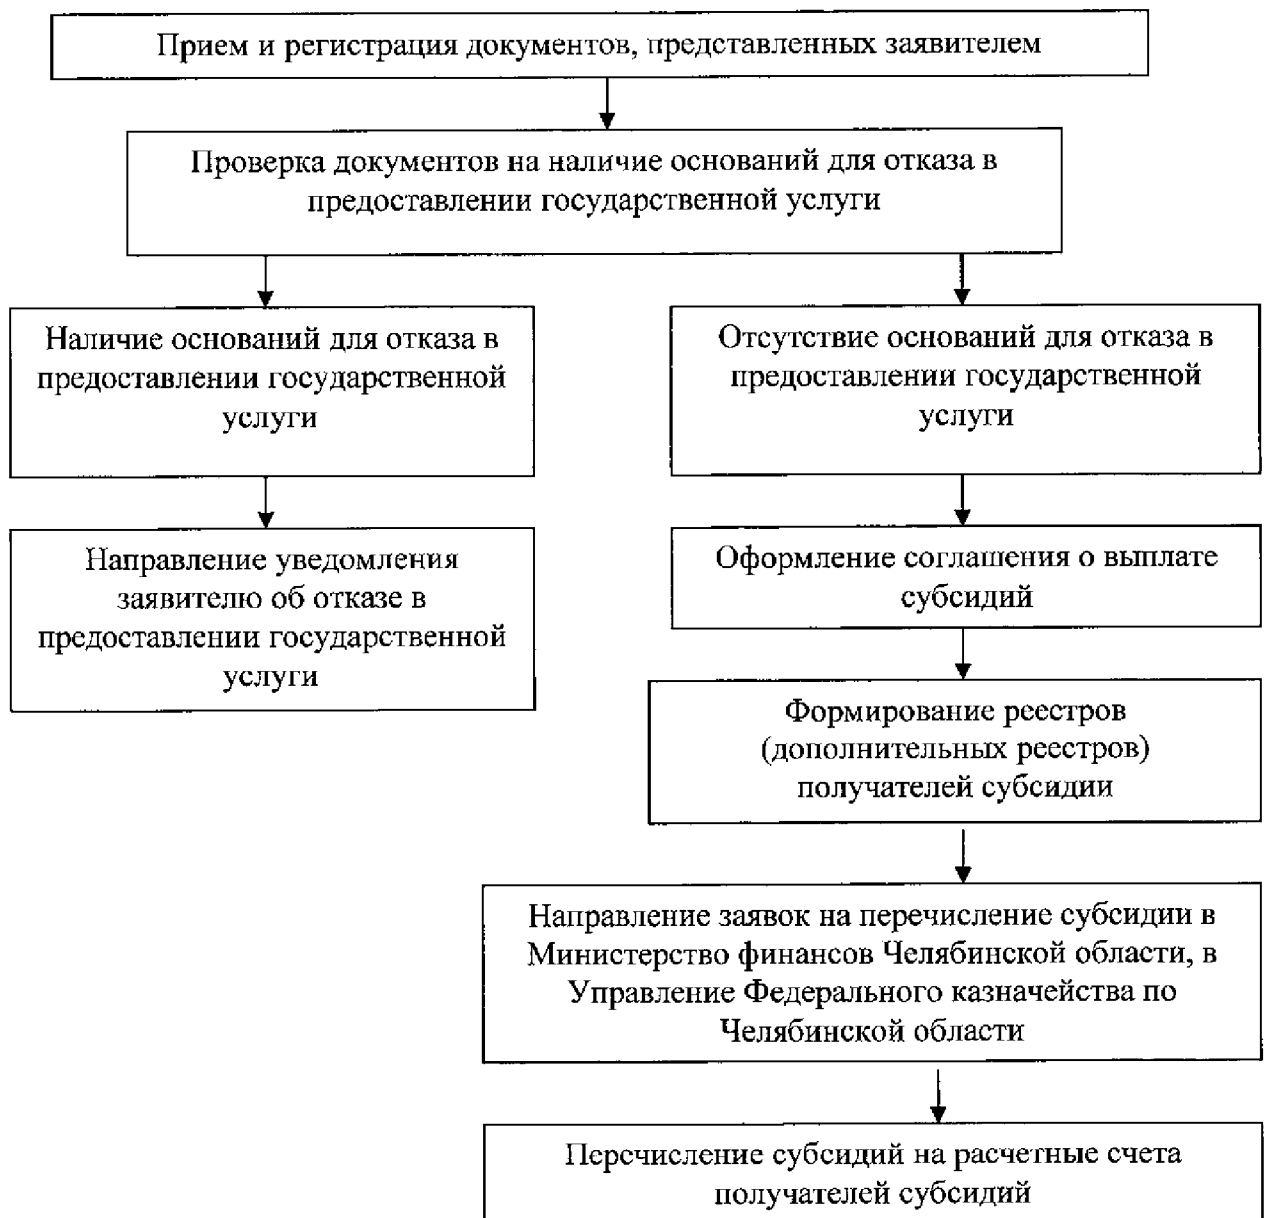 Прием и регистрация документов, представленных заявителем
Проверка документов на наличие оснований для отказа в
предоставлении государственной услуги
Наличие оснований для отказа в
предоставлении государственной
услуги
Отсутствие оснований для отказа в
предоставлении государственной
услуги
Направление уведомления
заявителю об отказе в
предоставлении государственной
услуги
Оформление соглашения о выплате
субсидий
Формирование реестров
(дополнительных реестров)
получателей субсидии
Направление заявок на перечисление субсидии в
Министерство финансов Челябинской области, в
Управление Федерального казначейства по
Челябинской области
Перечисление субсидий на расчетные счета
получателей субсидий